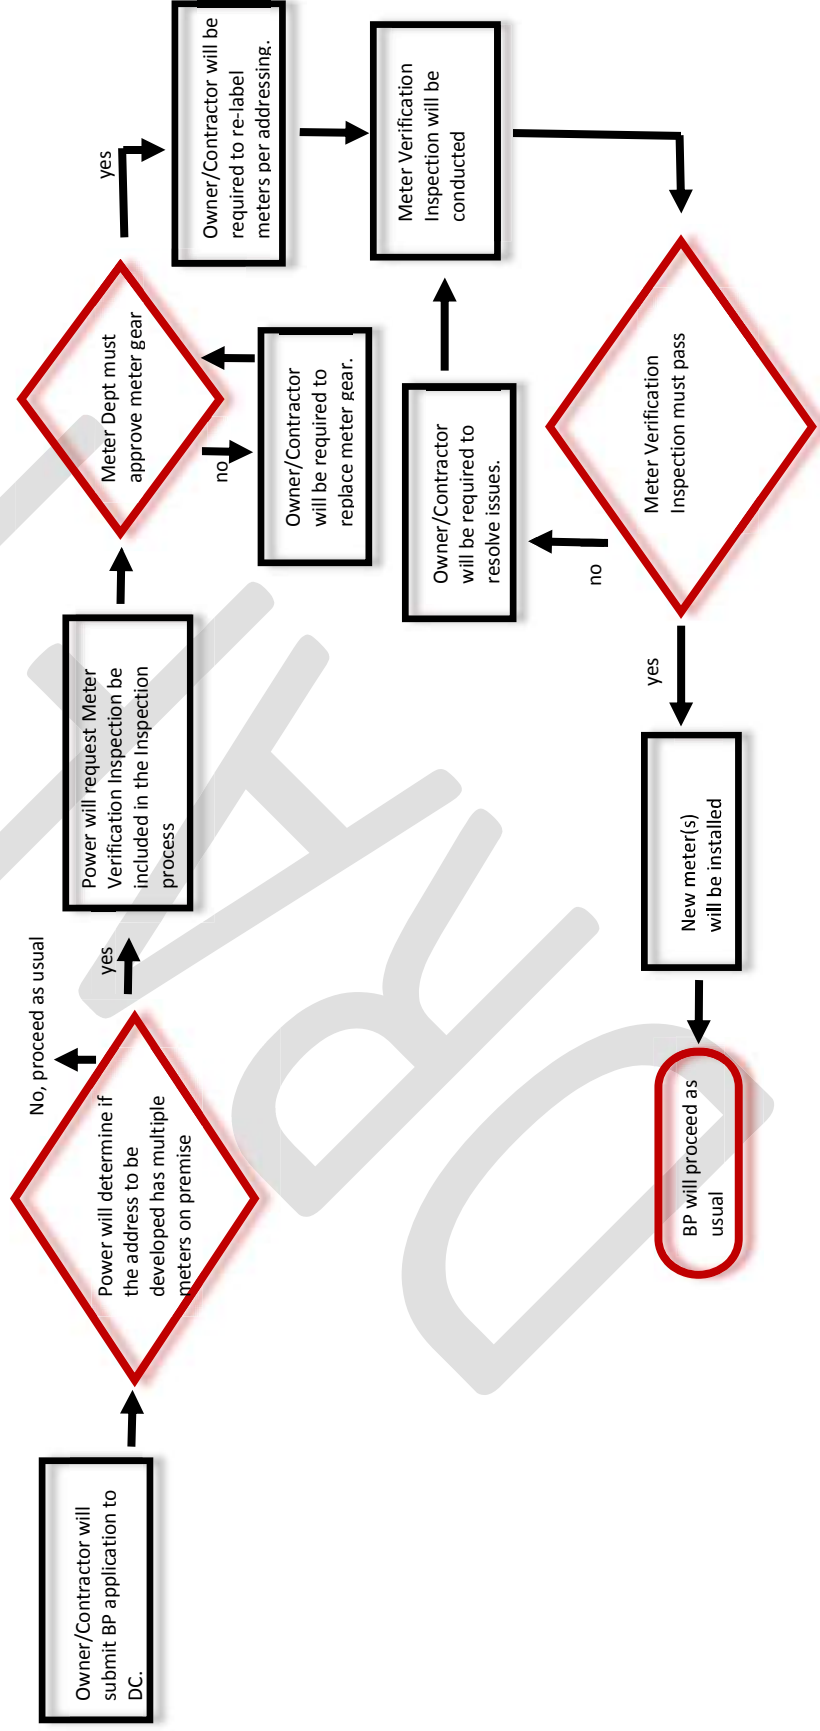 Owner/Contractor will
submit BP application to
DC.
Power will determine if
the address to be
developed has multiple
meters on premise
No, proceed as usual
yes
Power will request Meter
Verification Inspection be
included in the Inspection
process
Meter Dept must
approve meter gear
no
Owner/Contractor
will be required to
replace meter gear.
yes
Owner/Contractor will be
required to re-label
meters per addressing.
Meter Verification
Inspection will be
conducted
Meter Verification
Inspection must pass
no
Owner/Contractor
will be required to
resolve issues.
yes
New meter(s)
will be installed
BP will proceed as
usual
DRAFT